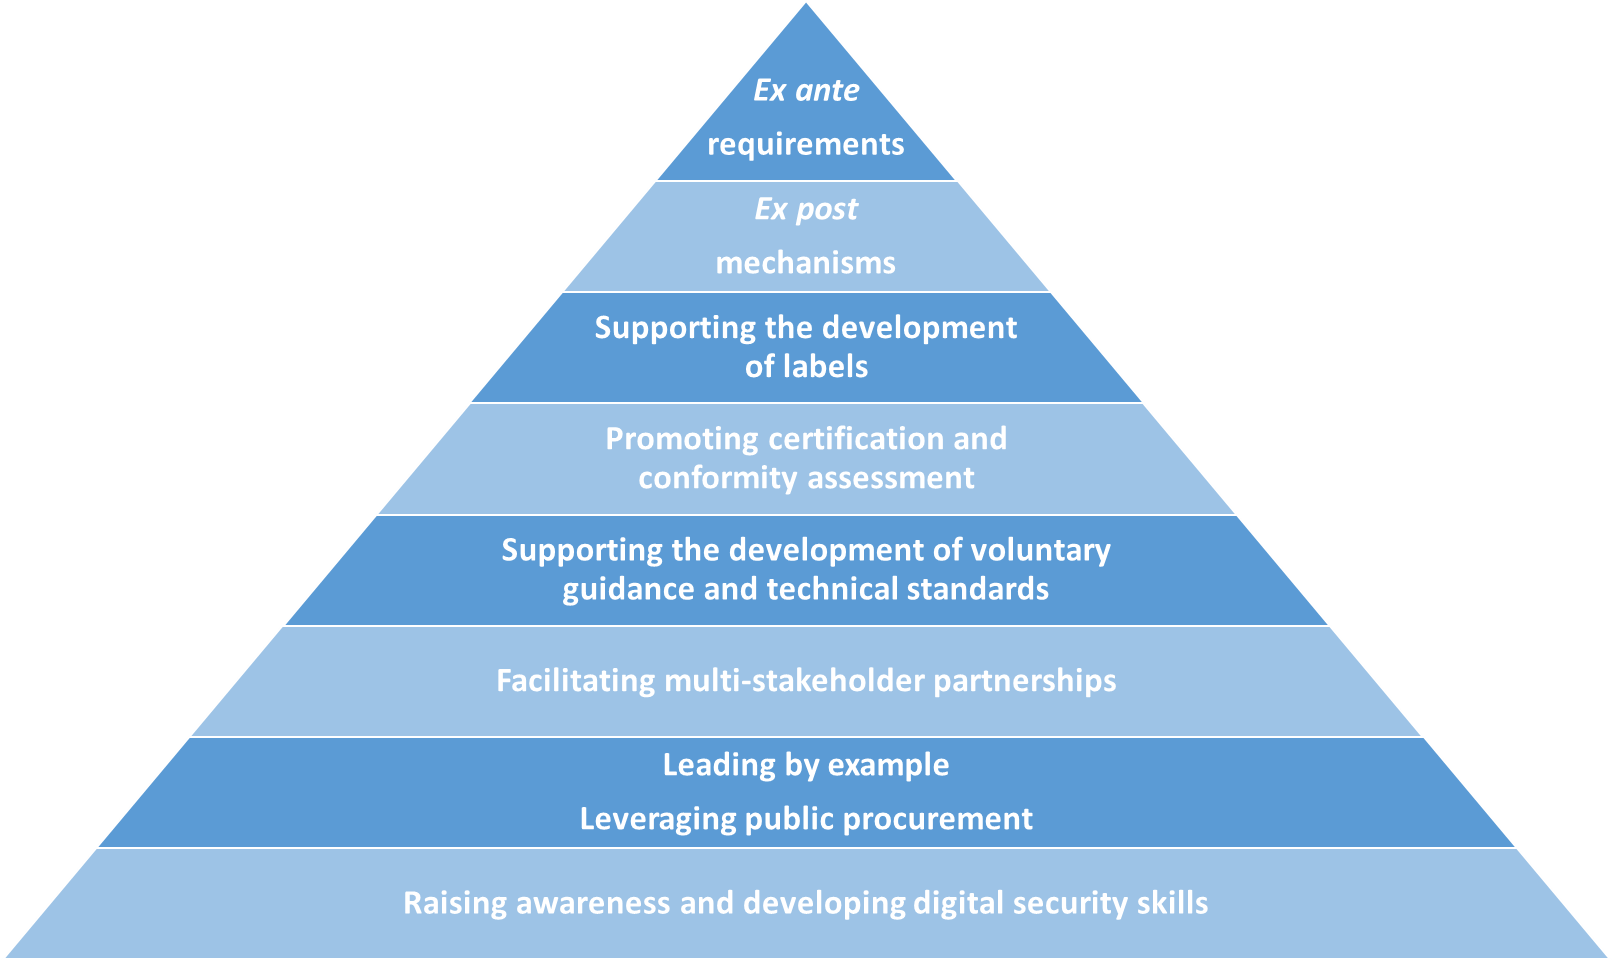 Ex ante
requirements
Ex post
mechanisms
Supporting the development
of labels
Promoting certification and
conformity assessment
Supporting the development of voluntary
guidance and technical standards
Facilitating multi-stakeholder partnerships
Leading by example
Leveraging public procurement
Raising awareness and developing digital security skills